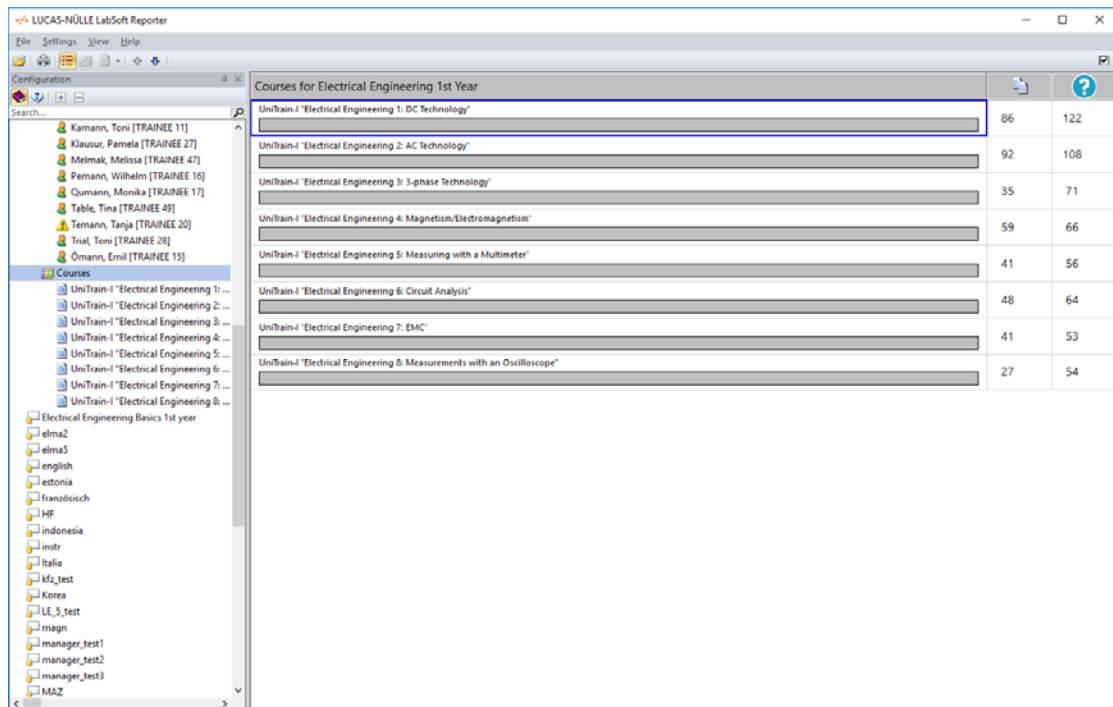 LUCAS-NÜLLE LabSoft Reporter
File Settings View Help
Configuration
Search...
Kamann, Toni [TRAINEE 11]
Klausur, Pamela [TRAINEE 27]
Melmak, Melissa [TRAINEE 47]
Pemann, Wilhelm [TRAINEE 16]
Qumann, Monika [TRAINEE 17]
Table, Tina [TRAINEE 49]
Temann, Tanja [TRAINEE 20]
Trial, Toni [TRAINEE 28]
Ömann, Emil [TRAINEE 15]
Courses
UniTrain-I "Electrical Engineering 1: ...
UniTrain-I "Electrical Engineering 2: ...
UniTrain-I "Electrical Engineering 3: ...
UniTrain-I "Electrical Engineering 4: ...
UniTrain-I "Electrical Engineering 5: ...
UniTrain-I "Electrical Engineering 6: ...
UniTrain-I "Electrical Engineering 7: ...
UniTrain-I "Electrical Engineering 8: ...
Electrical Engineering Basics 1st year
elma2
elma5
english
estonia
französisch
HF
indonesia
instr
Italia
kfz_test
Korea
LE_5_test
magn
manager_test1
manager_test2
manager_test3
MAZ
Courses for Electrical Engineering 1st Year
UniTrain-I "Electrical Engineering 1: DC Technology"
86 122
UniTrain-I "Electrical Engineering 2: AC Technology"
92 108
UniTrain-I "Electrical Engineering 3: 3-phase Technology"
35 71
UniTrain-I "Electrical Engineering 4: Magnetism/Electromagnetism"
59 66
UniTrain-I "Electrical Engineering 5: Measuring with a Multimeter"
41 56
UniTrain-I "Electrical Engineering 6: Circuit Analysis"
48 64
UniTrain-I "Electrical Engineering 7: EMC"
41 53
UniTrain-I "Electrical Engineering 8: Measurements with an Oscilloscope"
27 54